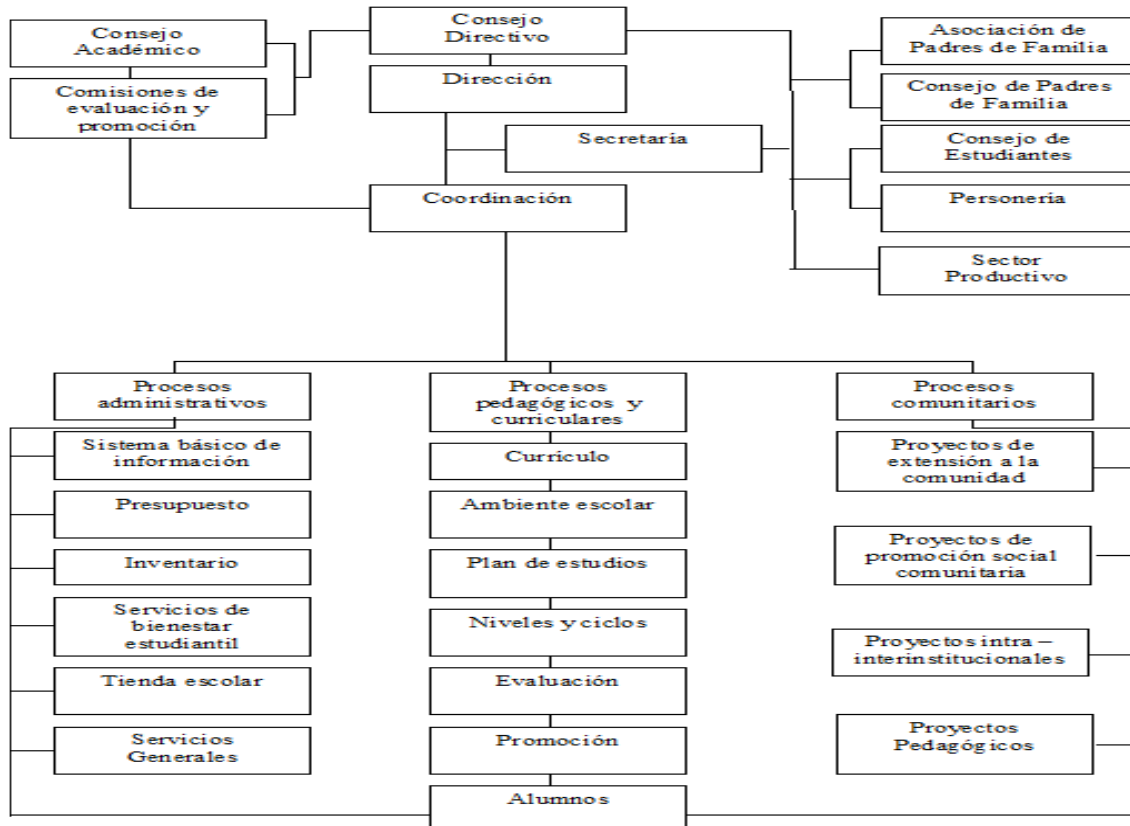 Consejo
Académico
Comisiones de
evaluación y
promoción
Consejo
Directivo
Dirección
Secretaría
Coordinación
Asociación de
Padres de Familia
Consejo de Padres
de Familia
Consejo de
Estudiantes
Personería
Sector
Productivo
Procesos
administrativos
Sistema básico de
información
Presupuesto
Inventario
Servicios de
bienestar
estudiantil
Tienda escolar
Servicios
Generales
Procesos
pedagógicos y
curriculares
Currículo
Ambiente escolar
Plan de estudios
Niveles y ciclos
Evaluación
Promoción
Alumnos
Procesos
comunitarios
Proyectos de
extensión a la
comunidad
Proyectos de
promoción social
comunitaria
Proyectos intra –
interinstitucionales
Proyectos
Pedagógicos